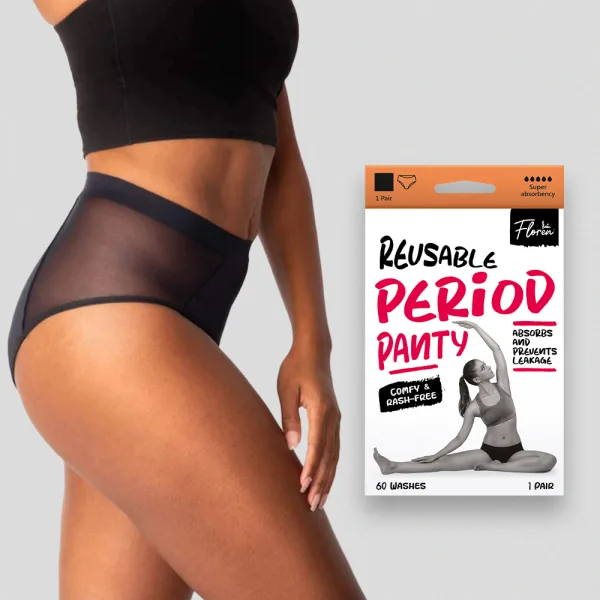 1 Pair
Super
absorbency
Floren
REUSABLE
PERIOD
PANTY
ABSORBS
AND
PREVENTS
LEAKAGE
COMFY &
RASH-FREE
60 WASHES
1 PAIR